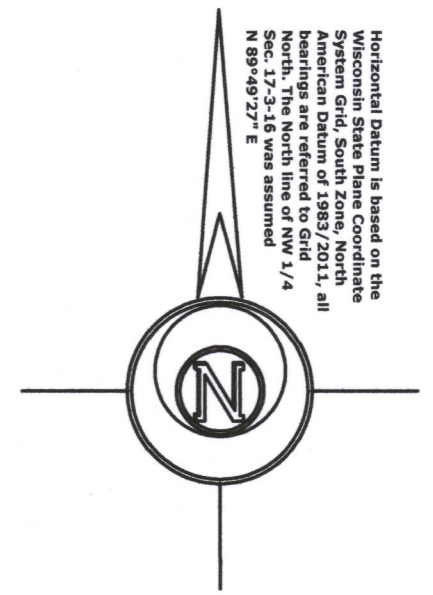 Horizontal Datum is based on the
Wisconsin State Plane Coordinate
System Grid, South Zone, North
American Datum of 1983/2011, all
bearings are referred to Grid
North. The North line of NW 1/4
Sec. 17-3-16 was assumed
N 89°49'27" E
N